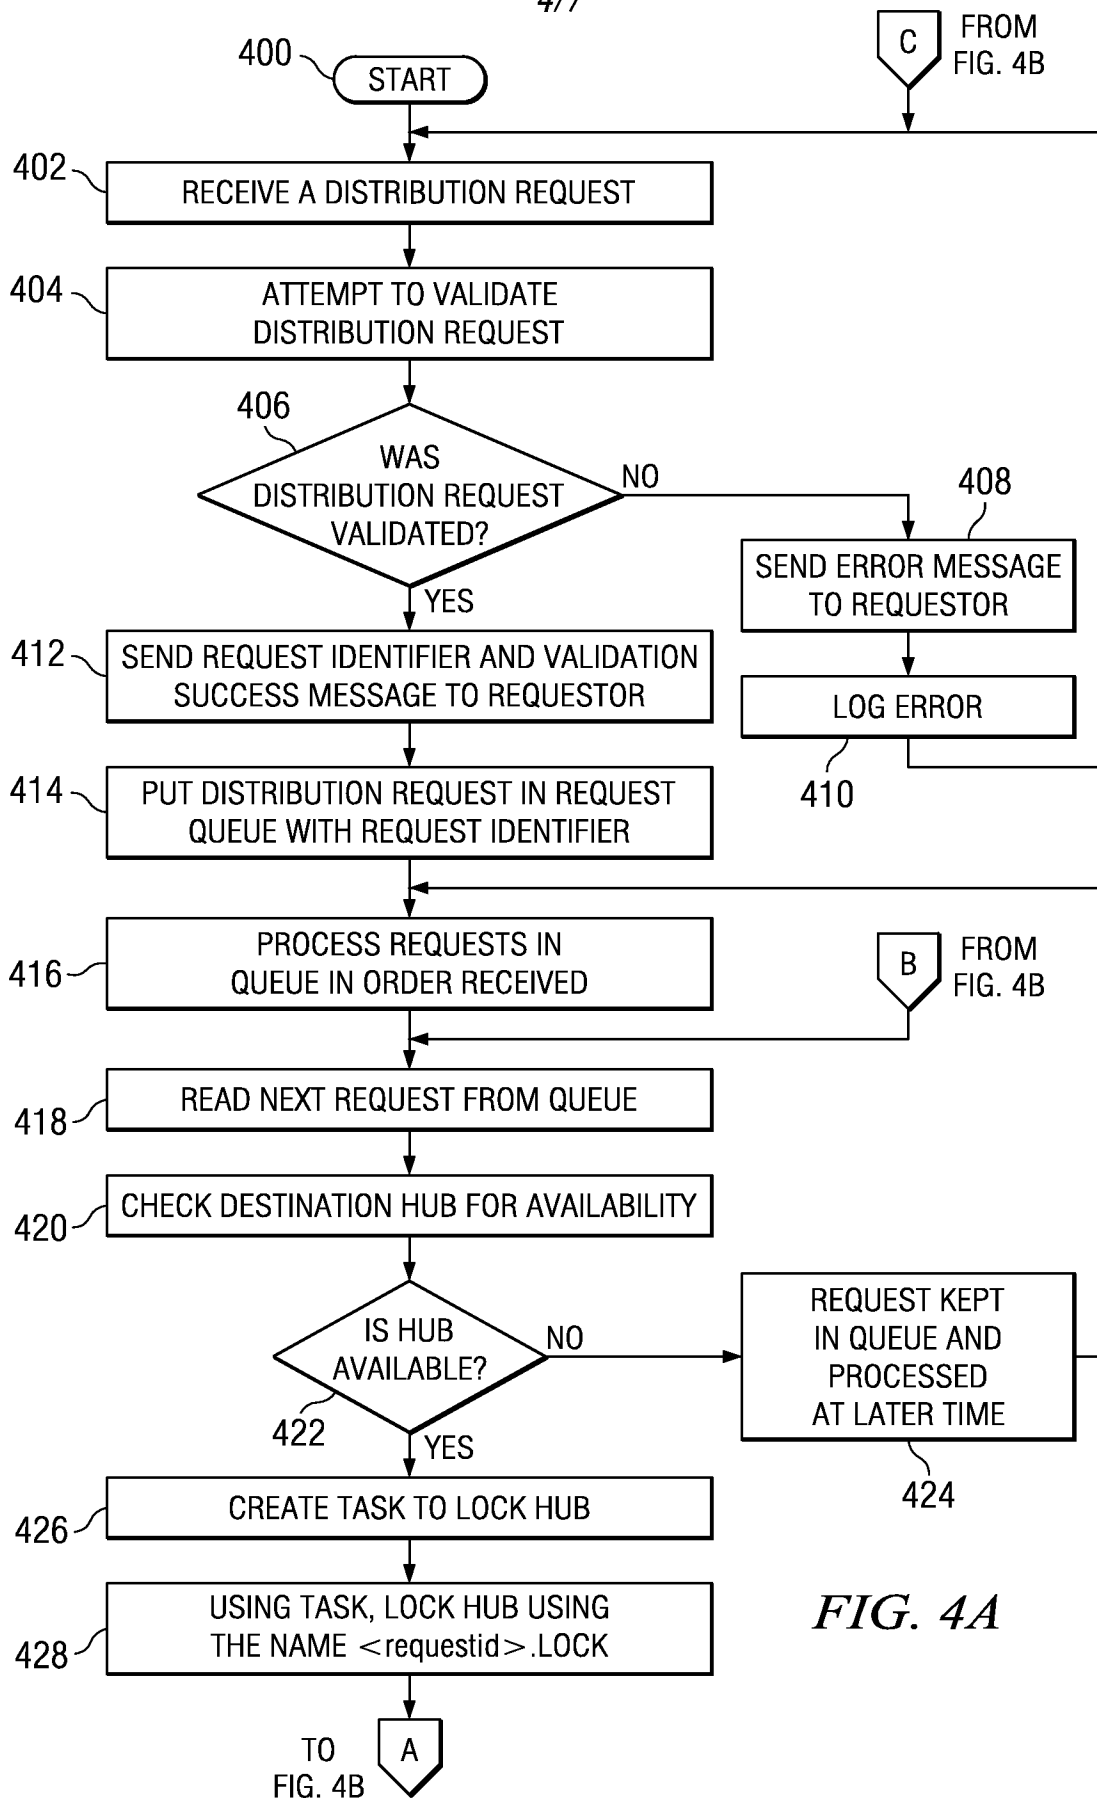 4/7
C
FROM
FIG. 4B
400
START
402
RECEIVE A DISTRIBUTION REQUEST
404
ATTEMPT TO VALIDATE
DISTRIBUTION REQUEST
406
WAS
DISTRIBUTION REQUEST
VALIDATED?
NO
YES
408
SEND ERROR MESSAGE
TO REQUESTOR
412
SEND REQUEST IDENTIFIER AND VALIDATION
SUCCESS MESSAGE TO REQUESTOR
LOG ERROR
410
414
PUT DISTRIBUTION REQUEST IN REQUEST
QUEUE WITH REQUEST IDENTIFIER
416
PROCESS REQUESTS IN
QUEUE IN ORDER RECEIVED
B
FROM
FIG. 4B
418
READ NEXT REQUEST FROM QUEUE
420
CHECK DESTINATION HUB FOR AVAILABILITY
IS HUB
AVAILABLE?
422
NO
YES
REQUEST KEPT
IN QUEUE AND
PROCESSED
AT LATER TIME
424
426
CREATE TASK TO LOCK HUB
428
USING TASK, LOCK HUB USING
THE NAME <requestid>.LOCK
FIG. 4A
TO
FIG. 4B
A